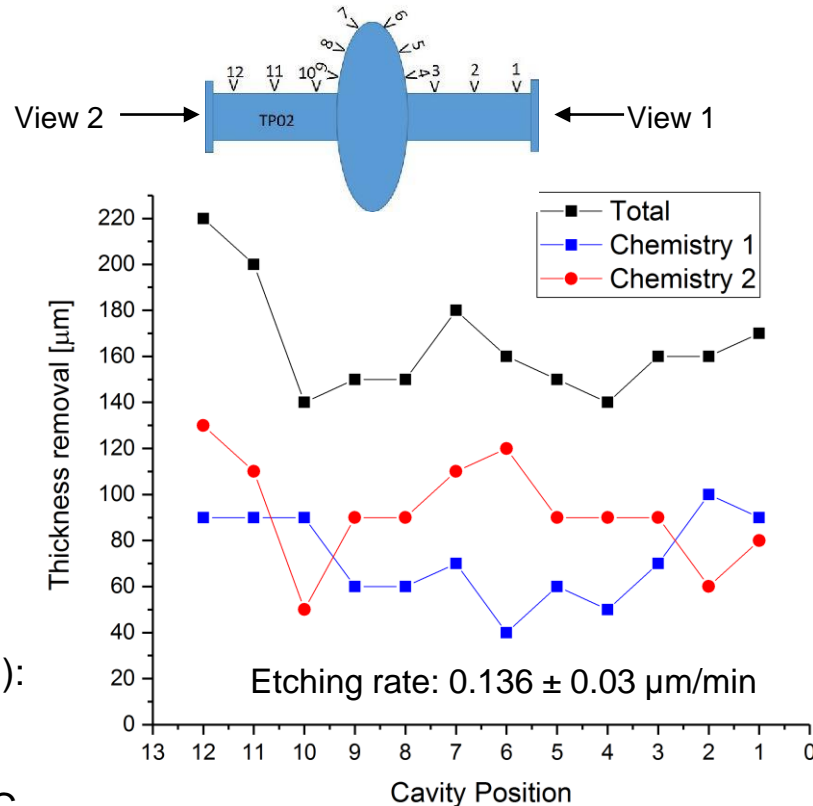 7 6
8 5
12 11 10 9 4 3 2 1
View 2 TP02 View 1
Total
Chemistry 1
Chemistry 2
Thickness removal [μm]
220
200
180
160
140
120
100
80
60
40
20
0
):
Etching rate: 0.136 ± 0.03 μm/min
13 12 11 10 9 8 7 6 5 4 3 2 1 0
Cavity Position